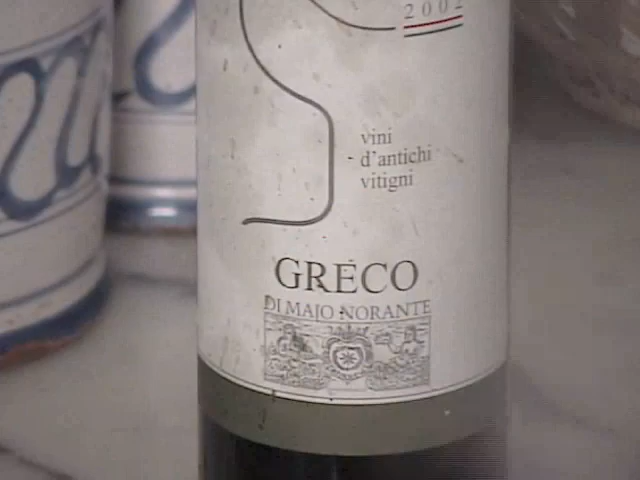 2002
vini
d'antichi
vitigni
GRECO
DI MAJO NORANTE